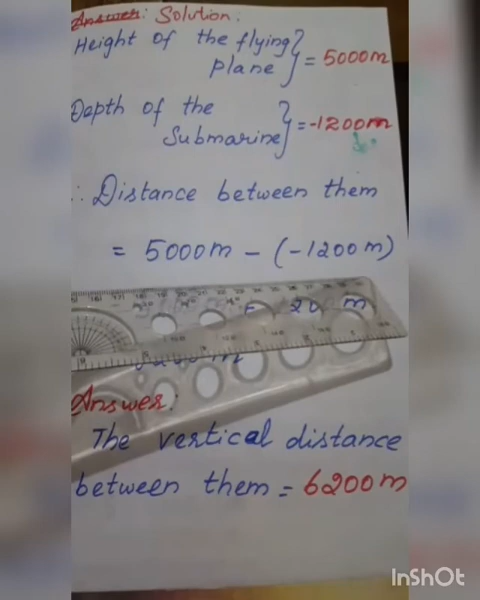 Answer: Solution.
Height of the flying
plane } = 5000m
Depth of the
Submarine } = -1200m
∴ Distance between them
= 5000m - (-1200m)
Answer:
The vertical distance
between them = 6200m
InShOt